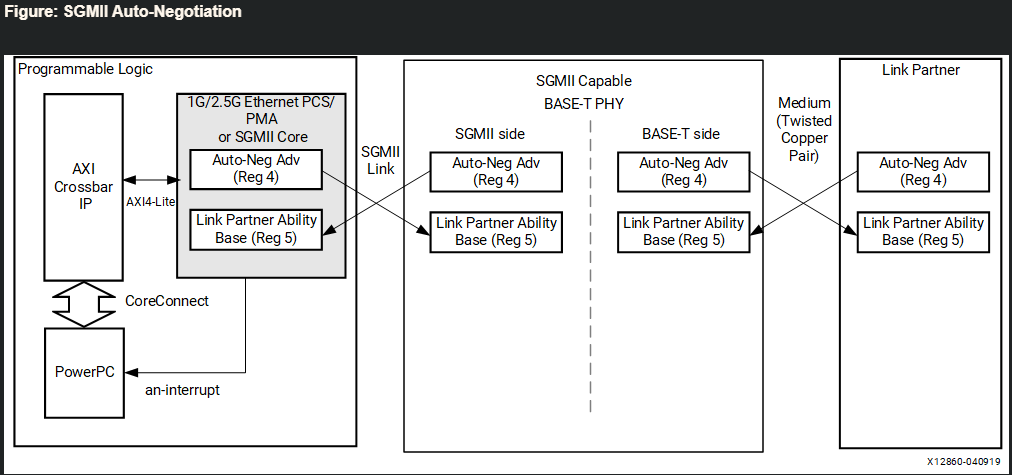 Figure: SGMII Auto-Negotiation
Programmable Logic
AXI
Crossbar
IP
AXI4-Lite
1G/2.5G Ethernet PCS/
PMA
or SGMII Core
Auto-Neg Adv
(Reg 4)
Link Partner Ability
Base (Reg 5)
CoreConnect
PowerPC
an-interrupt
SGMII
Link
SGMII Capable
BASE-T PHY
SGMII side
Auto-Neg Adv
(Reg 4)
Link Partner Ability
Base (Reg 5)
BASE-T side
Auto-Neg Adv
(Reg 4)
Link Partner Ability
Base (Reg 5)
Medium
(Twisted
Copper
Pair)
Link Partner
Auto-Neg Adv
(Reg 4)
Link Partner Ability
Base (Reg 5)
X12860-040919